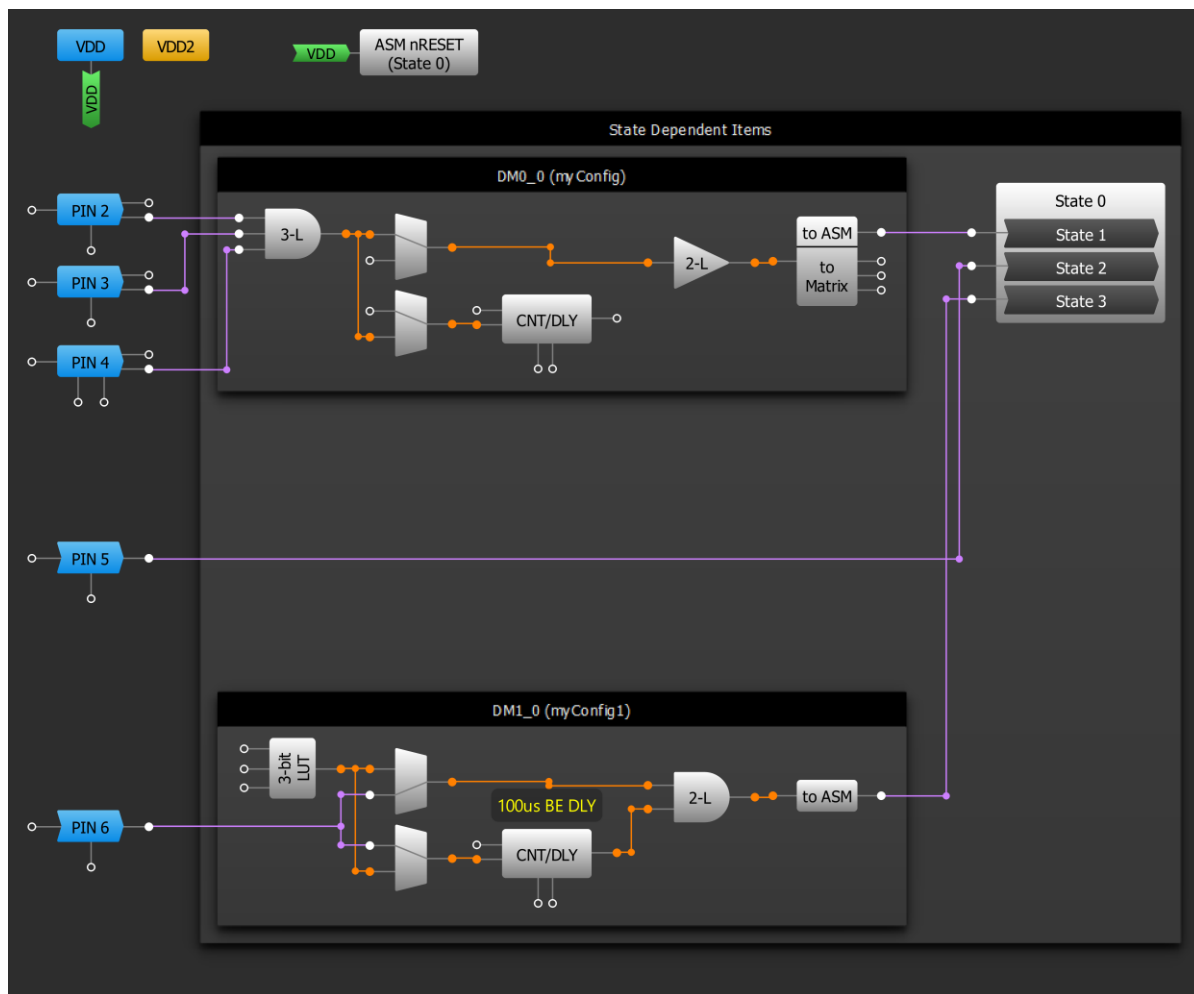 VDD
VDD2
VDD
ASM nRESET
(State 0)
VDD
State Dependent Items
DM0_0 (myConfig)
PIN 2
3-L
to ASM
to
Matrix
2-L
State 0
State 1
State 2
State 3
PIN 3
CNT/DLY
PIN 4
PIN 5
DM1_0 (myConfig1)
3-bit
LUT
100us BE DLY
2-L
to ASM
PIN 6
CNT/DLY